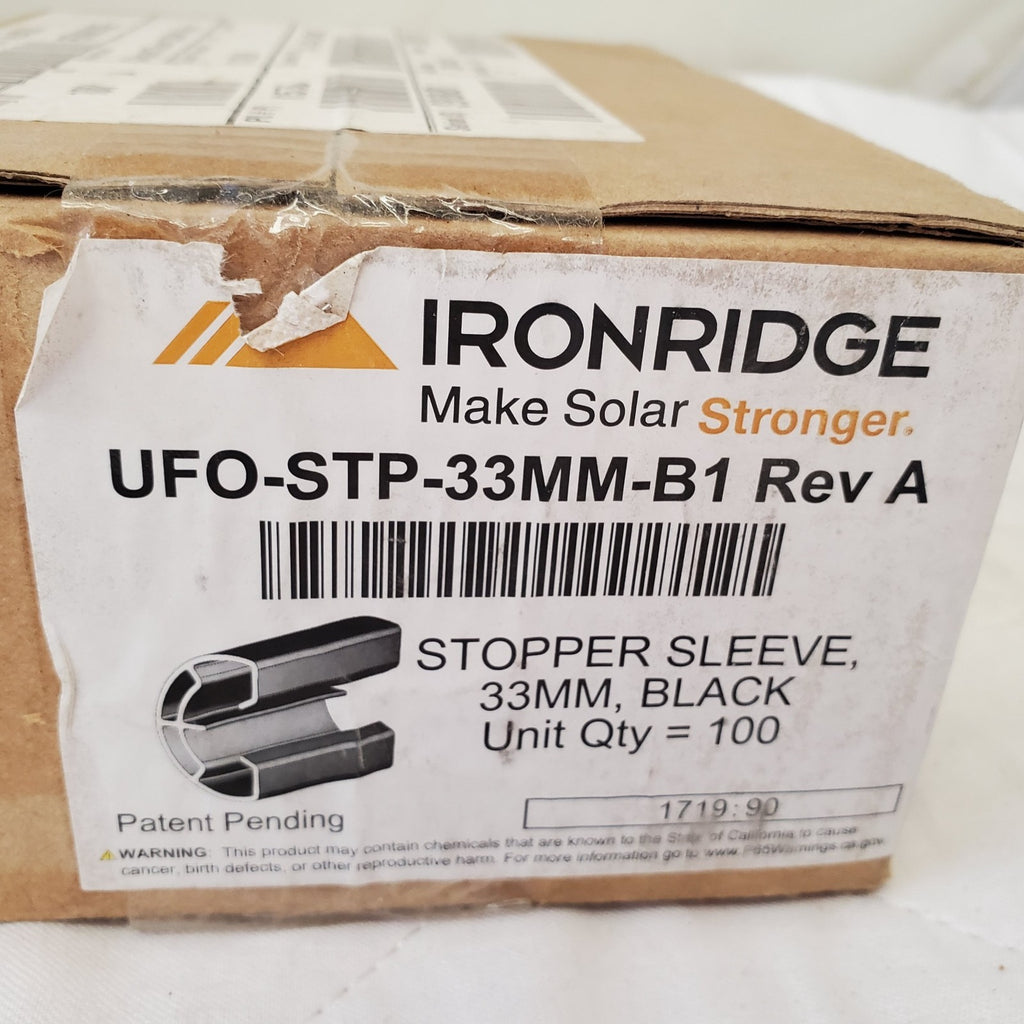 IRONRIDGE
Make Solar Stronger.
UFO-STP-33MM-B1 Rev A
STOPPER SLEEVE,
33MM, BLACK
Unit Qty = 100
1719:90
Patent Pending
WARNING: This product may contain chemicals that are known to the State of California to cause
cancer, birth defects, or other reproductive harm. For more information go to www.P65Warnings.ca.gov.